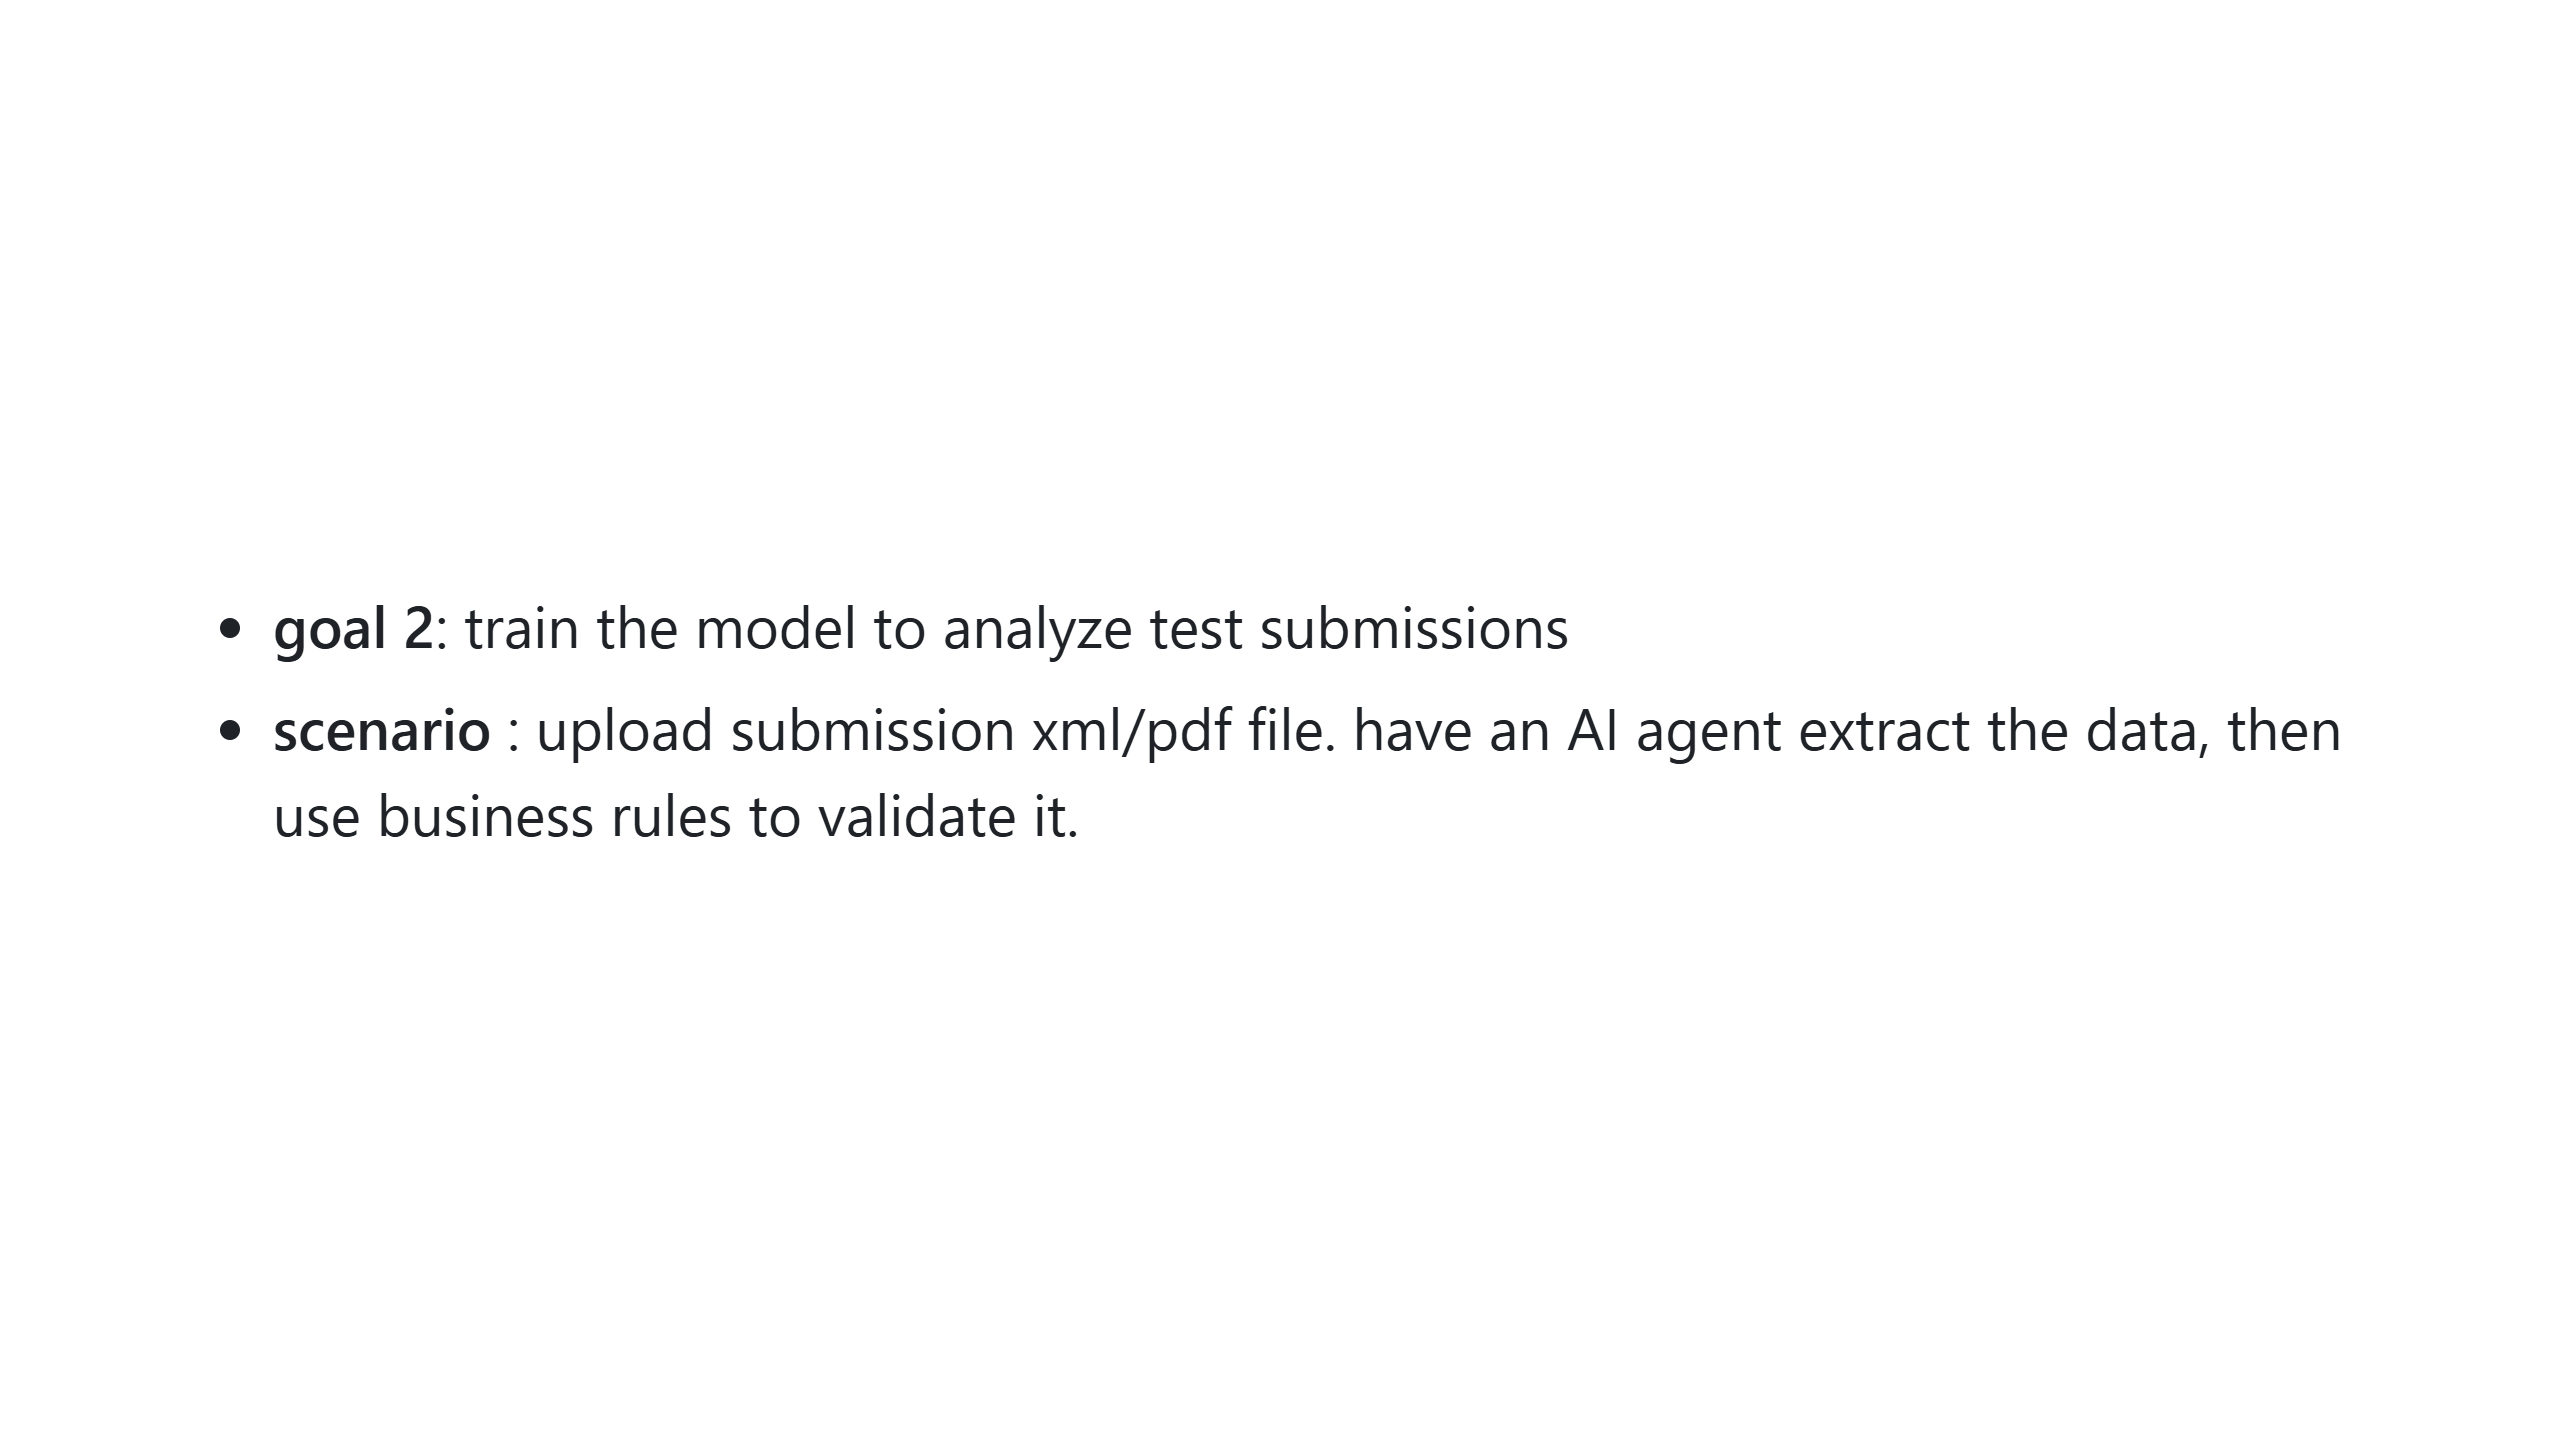 • goal 2: train the model to analyze test submissions
• scenario : upload submission xml/pdf file. have an AI agent extract the data, then
use business rules to validate it.